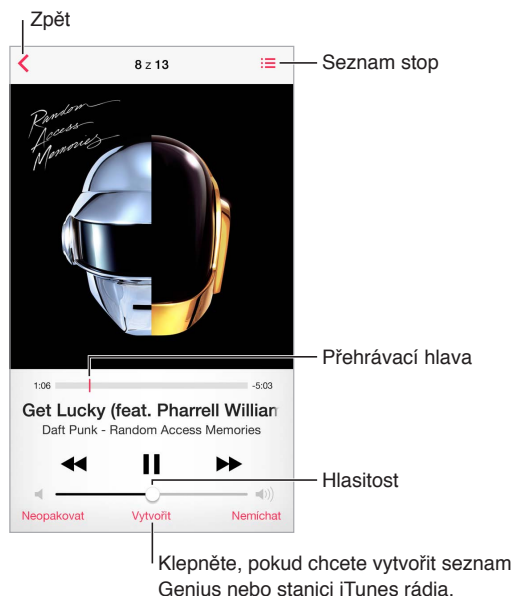 Zpět
8 z 13
Seznam stop
Random
Access
Memories
Přehrávací hlava
1:06
-5:03
Get Lucky (feat. Pharrell William
Daft Punk - Random Access Memories
Hlasitost
Neopakovat
Vytvořit
Nemíchat
Klepněte, pokud chcete vytvořit seznam
Genius nebo stanici iTunes rádia.